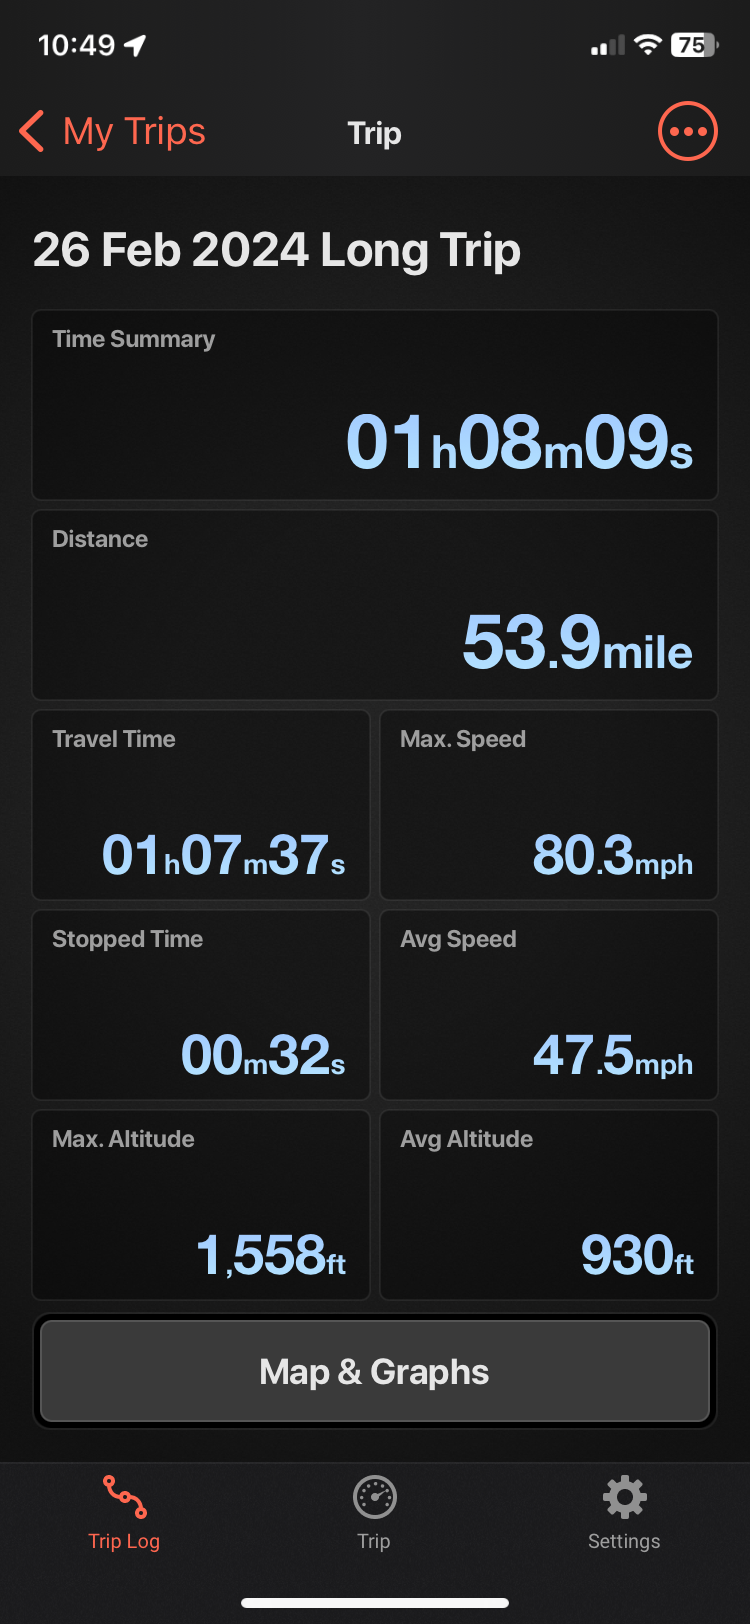 10:49
75
My Trips
Trip
26 Feb 2024 Long Trip
Time Summary
01h08m09s
Distance
53.9mile
Travel Time
Max. Speed
01h07m37s
80.3mph
Stopped Time
Avg Speed
00m32s
47.5mph
Max. Altitude
Avg Altitude
1,558ft
930ft
Map & Graphs
Trip Log
Trip
Settings